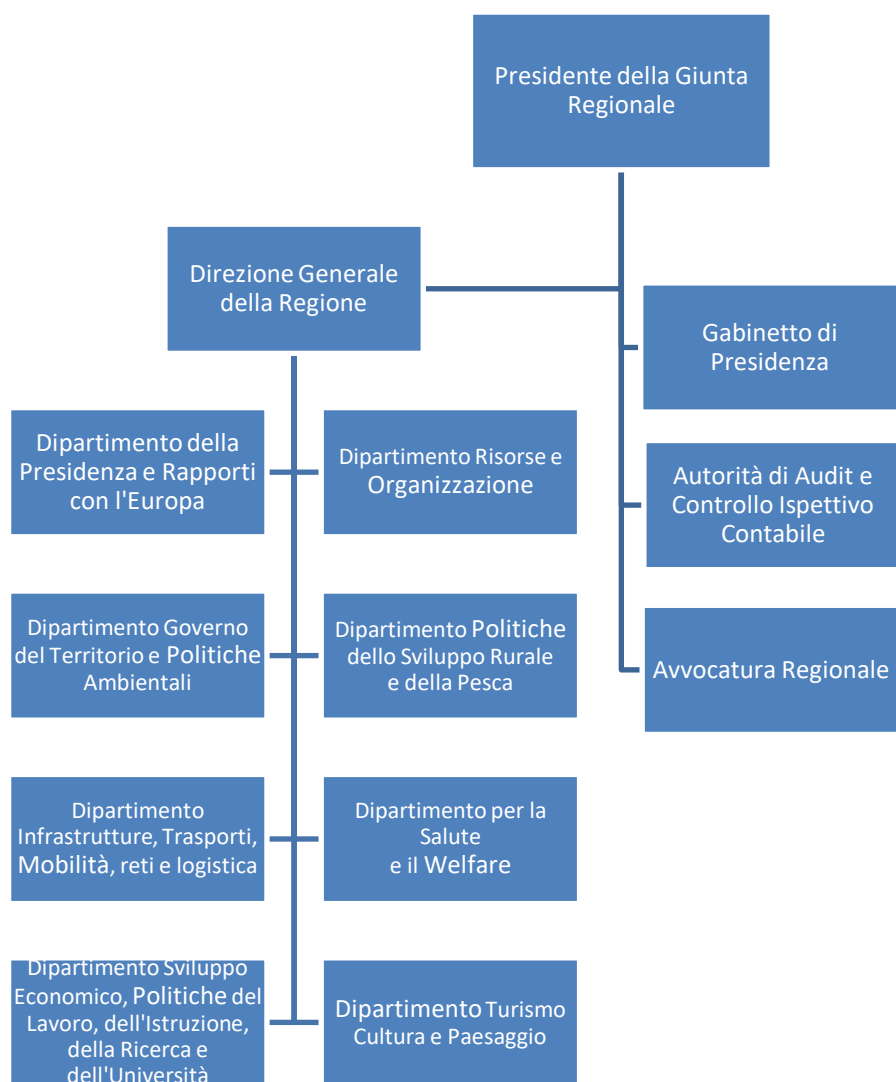 Presidente della Giunta
Regionale
Direzione Generale
della Regione
Gabinetto di
Presidenza
Dipartimento della
Presidenza e Rapporti
con l'Europa
Dipartimento Risorse e
Organizzazione
Autorità di Audit e
Controllo Ispettivo
Contabile
Dipartimento Governo
del Territorio e Politiche
Ambientali
Dipartimento Politiche
dello Sviluppo Rurale
e della Pesca
Avvocatura Regionale
Dipartimento
Infrastrutture, Trasporti,
Mobilità, reti e logistica
Dipartimento per la
Salute
e il Welfare
Dipartimento Sviluppo
Economico, Politiche del
Lavoro, dell'Istruzione,
della Ricerca e
dell'Università
Dipartimento Turismo
Cultura e Paesaggio